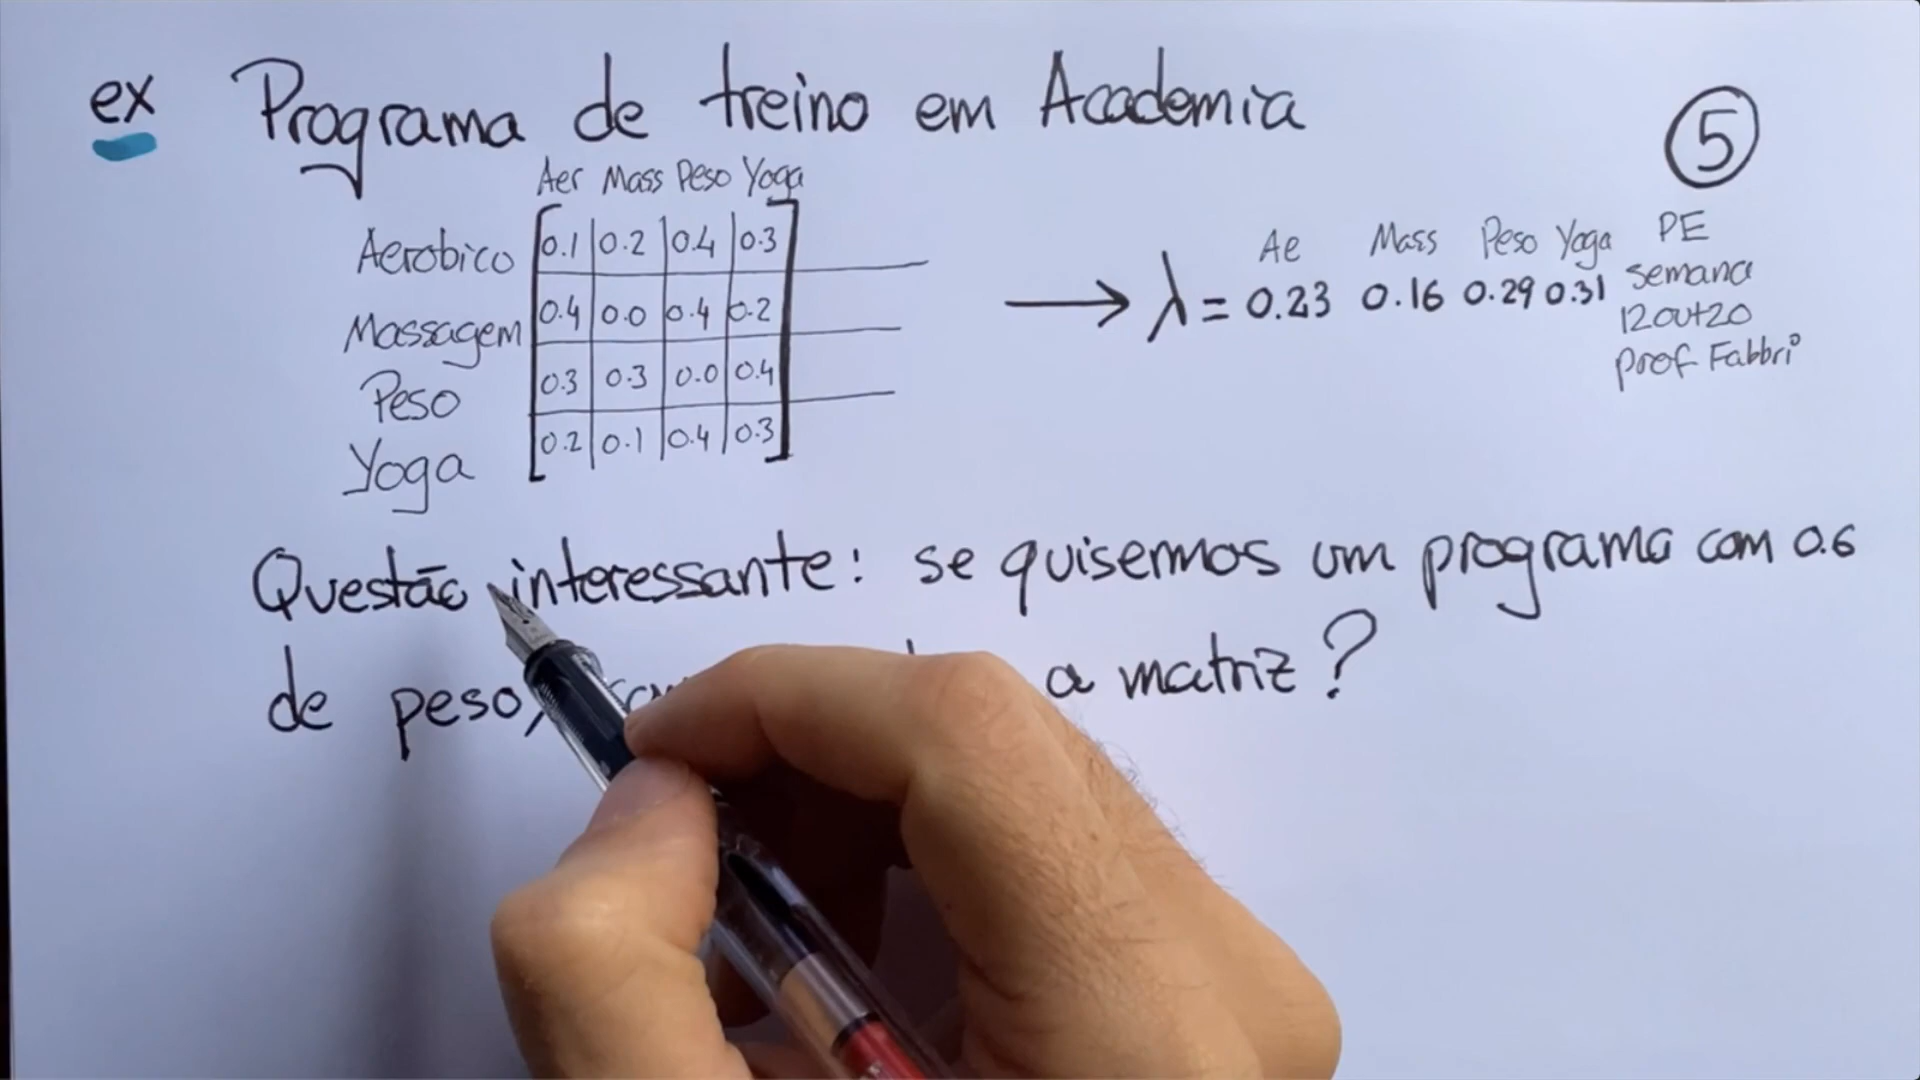 ex Programa de treino em Academia
5
Aer Mass Peso Yoga
Aerobico 0.1 0.2 0.4 0.3
Massagem 0.4 0.0 0.4 0.2
Peso 0.3 0.3 0.0 0.4
Yoga 0.2 0.1 0.4 0.3
Ae Mass Peso Yoga
→ λ = 0.23 0.16 0.29 0.31
PE
semana
12out20
prof Fabbri
Questão interessante: se quisermos um programa com 0.6
de peso, a matriz?